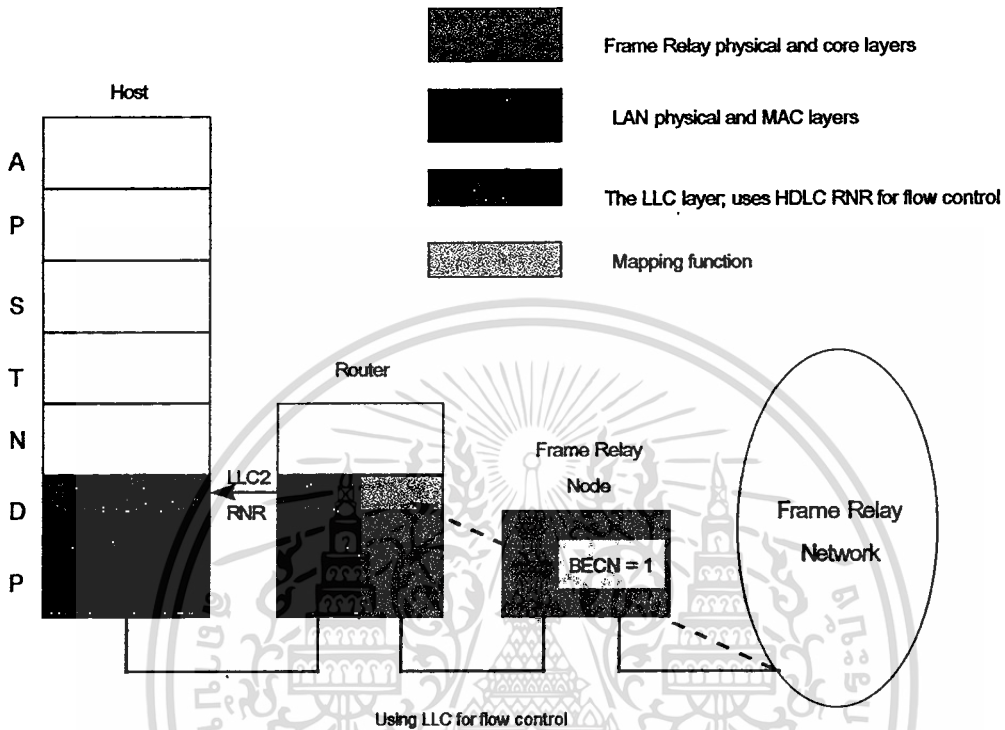 Frame Relay physical and core layers
Host
LAN physical and MAC layers
A
The LLC layer; uses HDLC RNR for flow control
P
Mapping function
S
T
Router
N
Frame Relay
Node
LLC2
D
RNR
Frame Relay
Network
BECN = 1
P
Using LLC for flow control